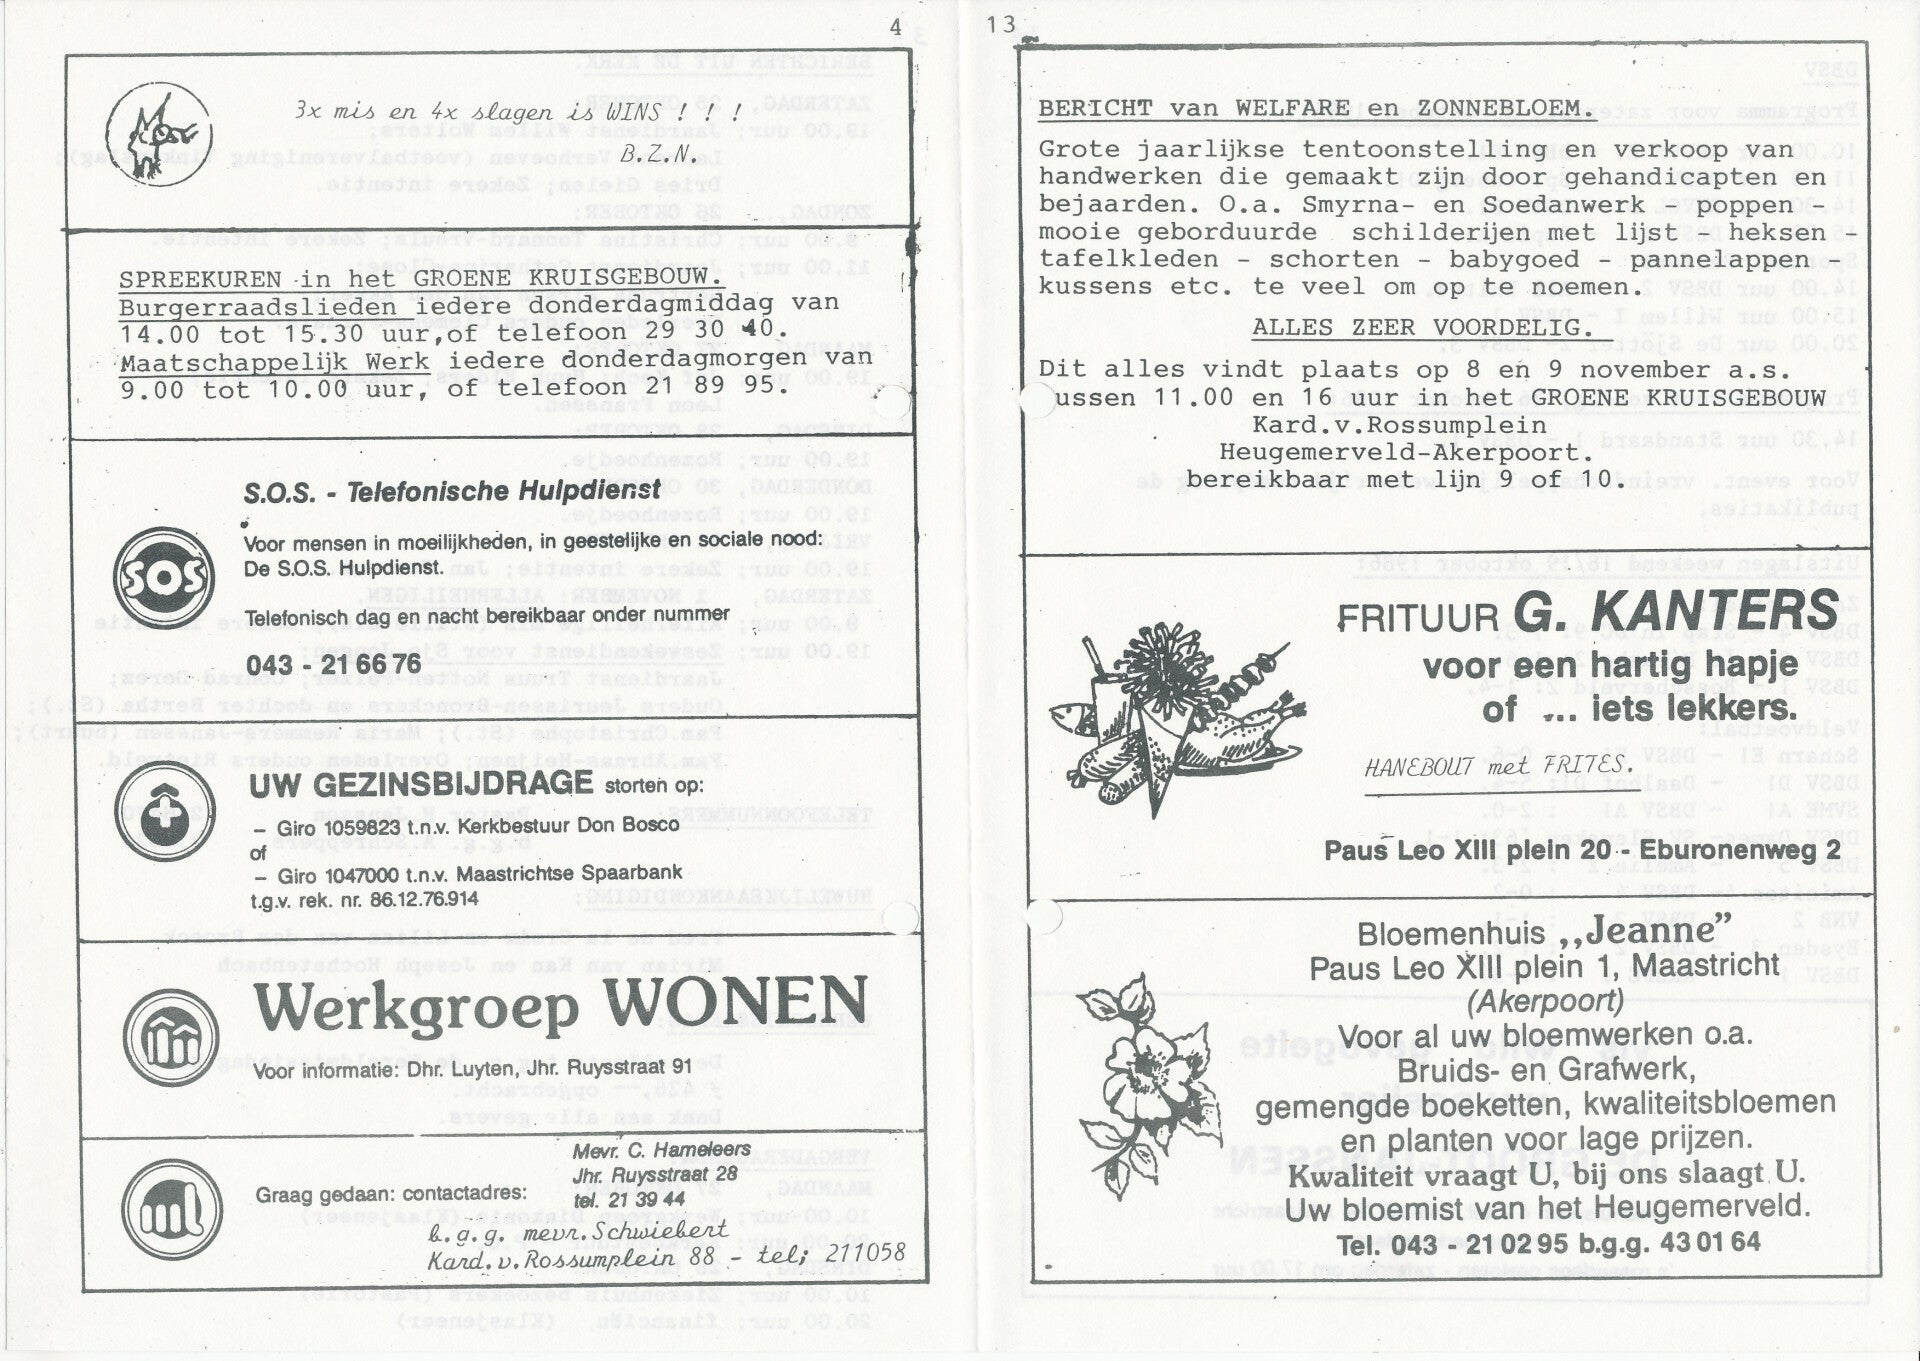 4
3x mis en 4x slagen is WINS ! ! !
B.Z.N.
SPREEKUREN in het GROENE KRUISGEBOUW.
Burgerraadslieden iedere donderdagmiddag van
14.00 tot 15.30 uur,of telefoon 29 30 40.
Maatschappelijk Werk iedere donderdagmorgen van
9.00 tot 10.00 uur, of telefoon 21 89 95.
S.O.S. - Telefonische Hulpdienst
SOS
Voor mensen in moeilijkheden, in geestelijke en sociale nood:
De S.O.S. Hulpdienst.
Telefonisch dag en nacht bereikbaar onder nummer
043 - 21 66 76
UW GEZINSBIJDRAGE storten op:
– Giro 1059823 t.n.v. Kerkbestuur Don Bosco
of
– Giro 1047000 t.n.v. Maastrichtse Spaarbank
t.g.v. rek. nr. 86.12.76.914
Werkgroep WONEN
Voor informatie: Dhr. Luyten, Jhr. Ruysstraat 91
Mevr. C. Hameleers
Jhr. Ruysstraat 28
Graag gedaan: contactadres: tel. 21 39 44
b.g.g. mevr. Schwiebert
Kard. v. Rossumplein 88 - tel; 211058
13
BERICHT van WELFARE en ZONNEBLOEM.
Grote jaarlijkse tentoonstelling en verkoop van
handwerken die gemaakt zijn door gehandicapten en
bejaarden. O.a. Smyrna- en Soedanwerk - poppen -
mooie geborduurde schilderijen met lijst - heksen -
tafelkleden - schorten - babygoed - pannelappen -
kussens etc. te veel om op te noemen.
ALLES ZEER VOORDELIG.
Dit alles vindt plaats op 8 en 9 november a.s.
ussen 11.00 en 16 uur in het GROENE KRUISGEBOUW
Kard.v.Rossumplein
Heugemerveld-Akerpoort.
bereikbaar met lijn 9 of 10.
FRITUUR G. KANTERS
voor een hartig hapje
of ... iets lekkers.
HANEBOUT met FRITES.
Paus Leo XIII plein 20 - Eburonenweg 2
Bloemenhuis ,,Jeanne”
Paus Leo XIII plein 1, Maastricht
(Akerpoort)
Voor al uw bloemwerken o.a.
Bruids- en Grafwerk,
gemengde boeketten, kwaliteitsbloemen
en planten voor lage prijzen.
Kwaliteit vraagt U, bij ons slaagt U.
Uw bloemist van het Heugemerveld.
Tel. 043 - 21 02 95 b.g.g. 43 01 64